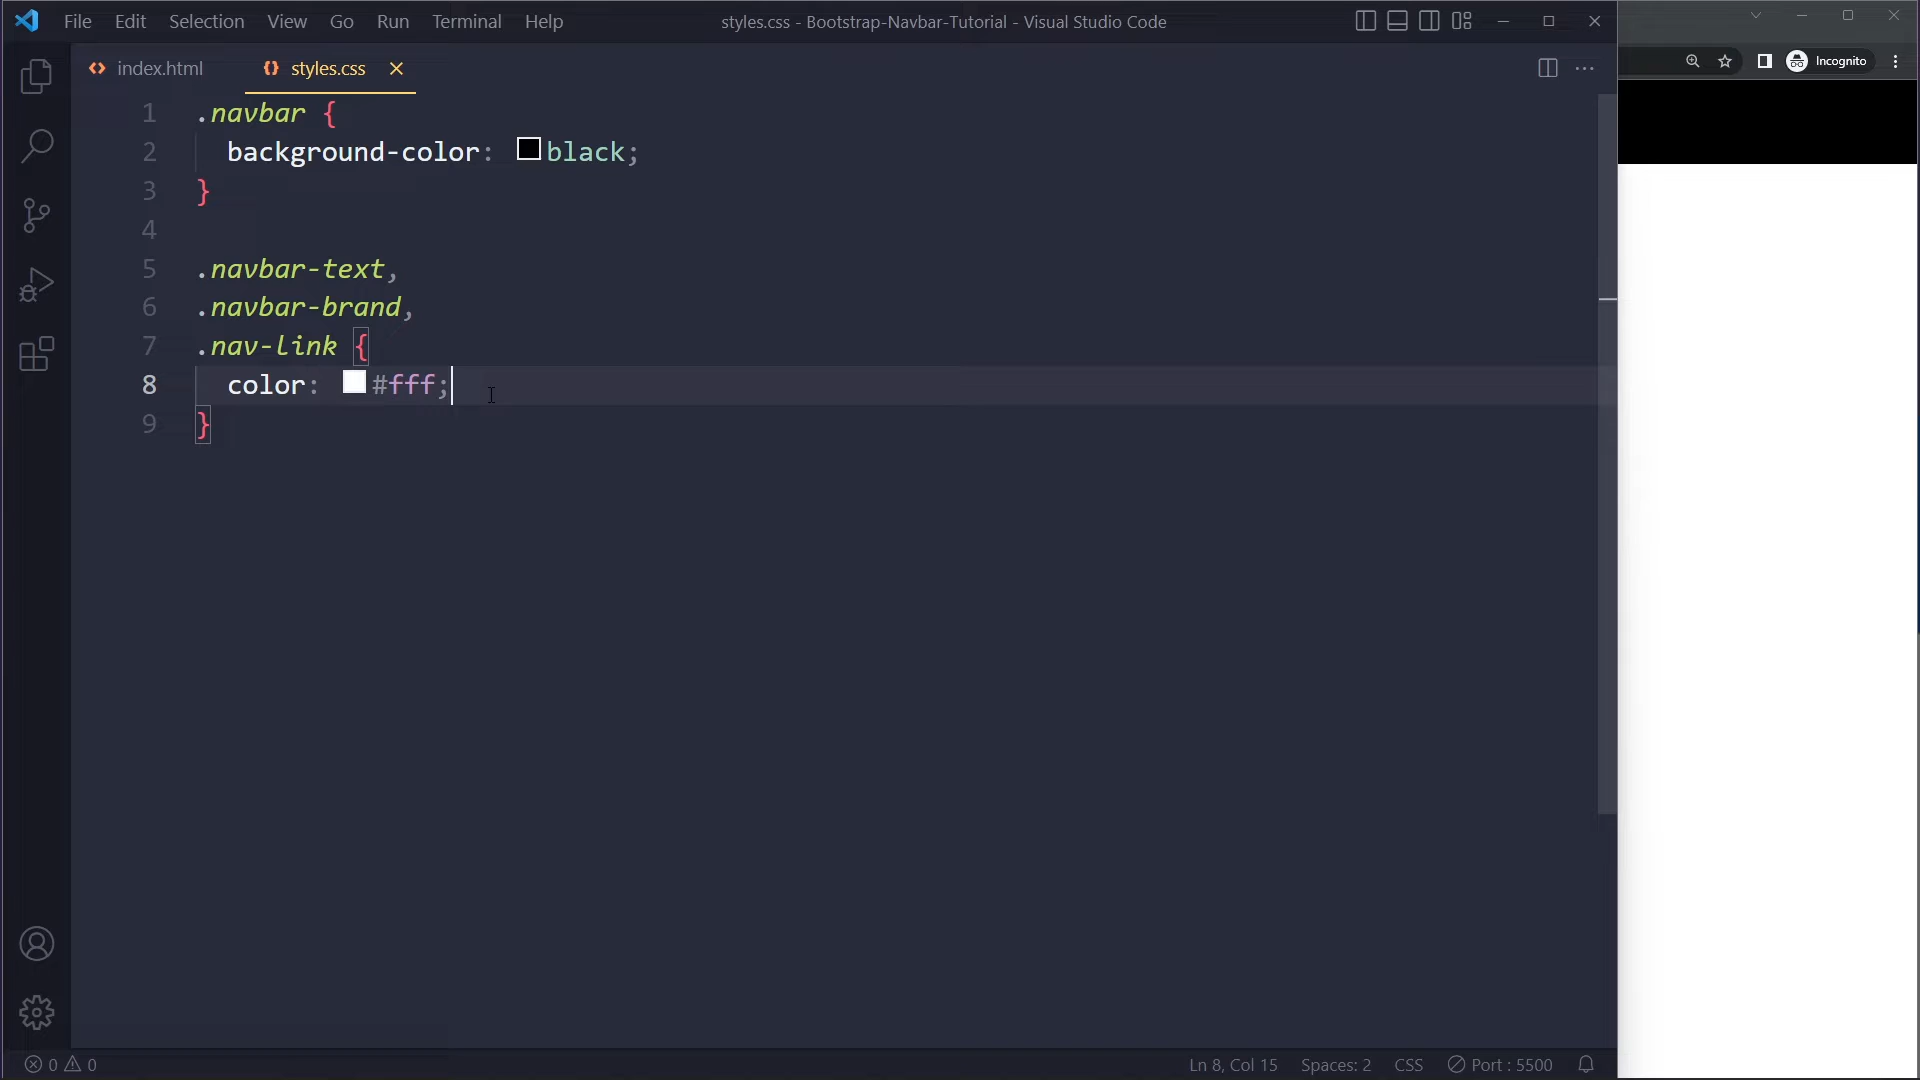 File Edit Selection View Go Run Terminal Help styles.css - Bootstrap-Navbar-Tutorial - Visual Studio Code
index.html styles.css
Incognito
1 .navbar {
2 background-color: black;
3 }
4
5 .navbar-text,
6 .navbar-brand,
7 .nav-link {
8 color: #fff;
9 }
0 0 Ln 8, Col 15 Spaces: 2 CSS Port : 5500